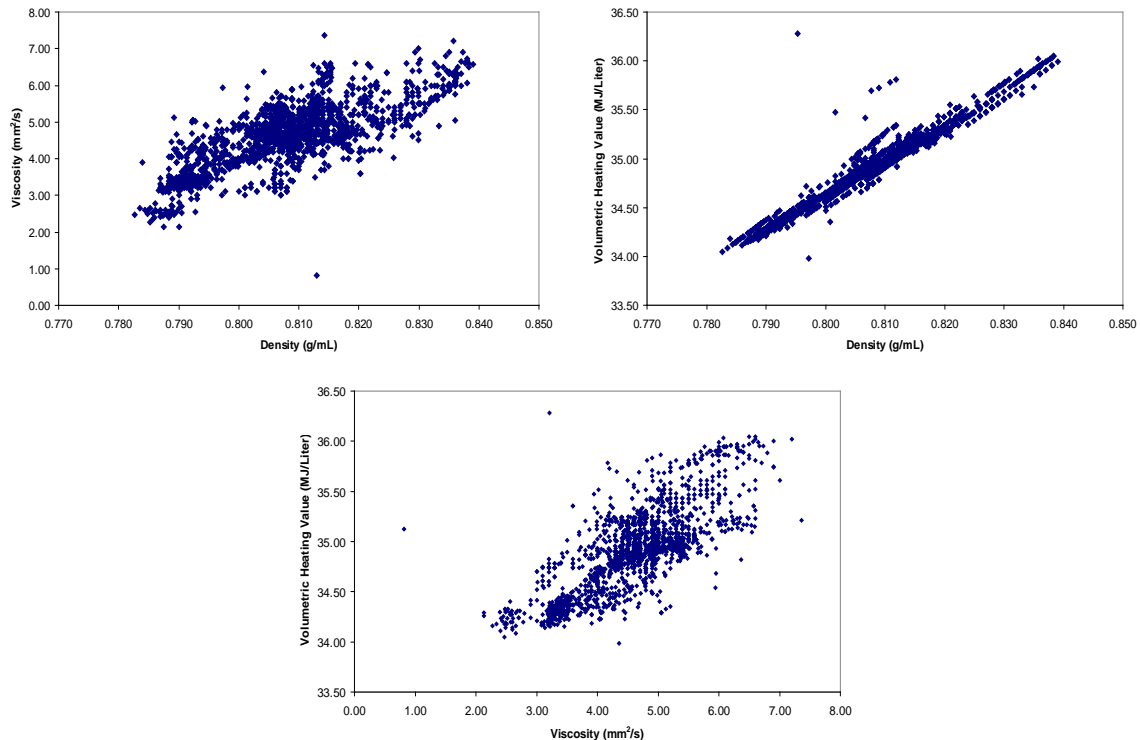 8.00
7.00
6.00
5.00
4.00
3.00
2.00
1.00
0.00
Viscosity (mm²/s)
0.770 0.780 0.790 0.800 0.810 0.820 0.830 0.840 0.850
Density (g/mL)
36.50
36.00
35.50
35.00
34.50
34.00
33.50
Volumetric Heating Value (MJ/Liter)
0.770 0.780 0.790 0.800 0.810 0.820 0.830 0.840 0.850
Density (g/mL)
36.50
36.00
35.50
35.00
34.50
34.00
33.50
Volumetric Heating Value (MJ/Liter)
0.00 1.00 2.00 3.00 4.00 5.00 6.00 7.00 8.00
Viscosity (mm²/s)